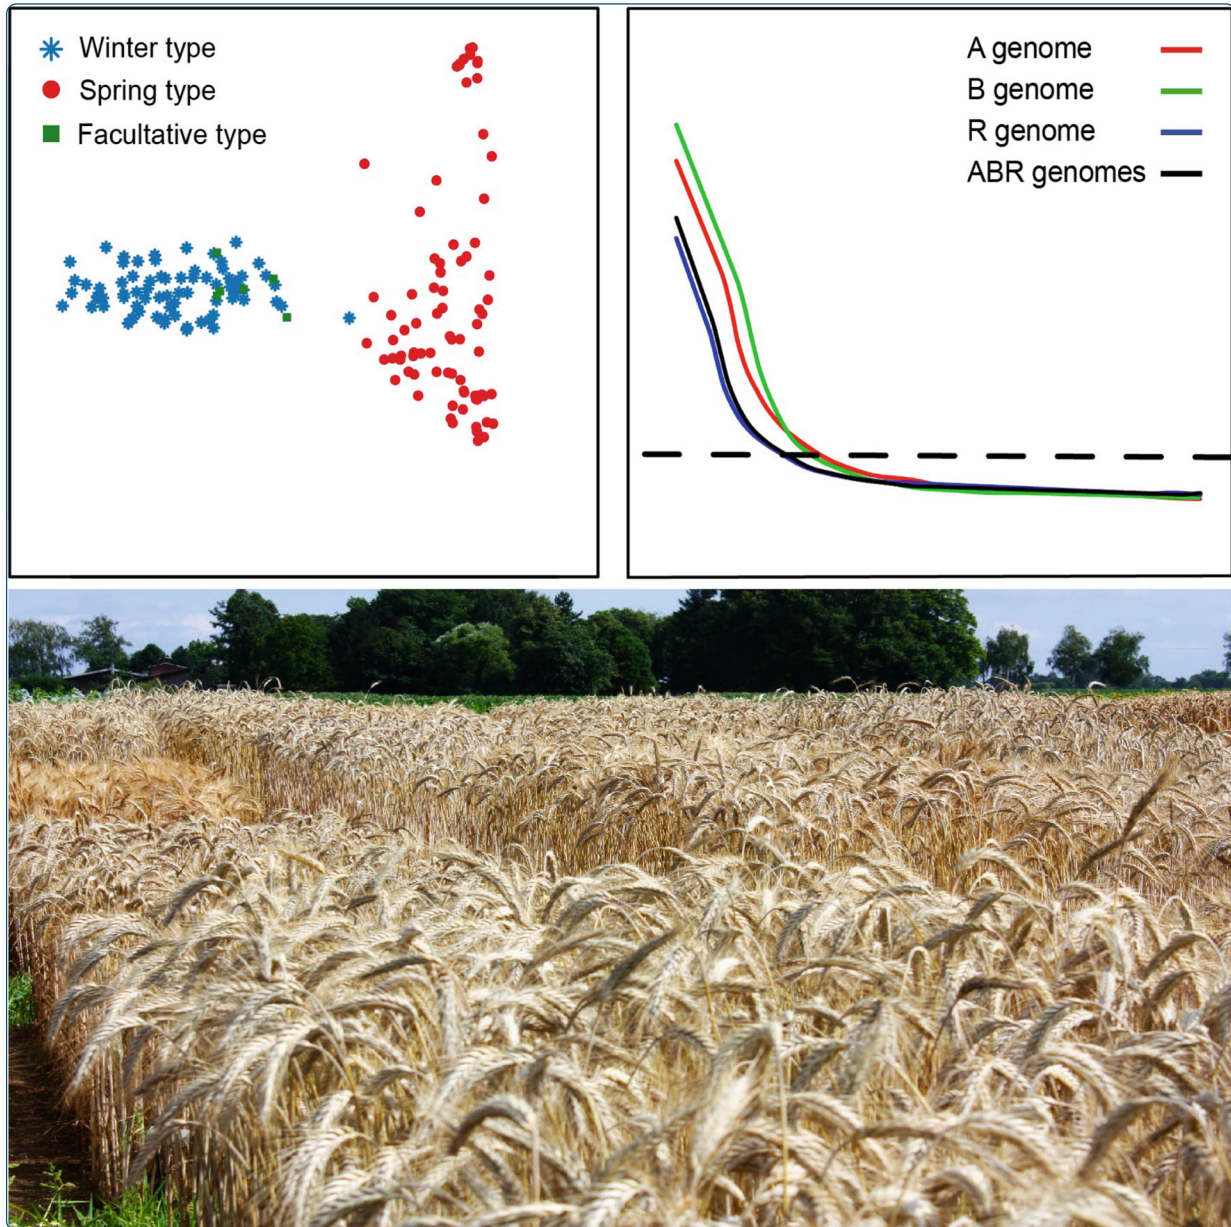 Winter type
Spring type
Facultative type
A genome
B genome
R genome
ABR genomes